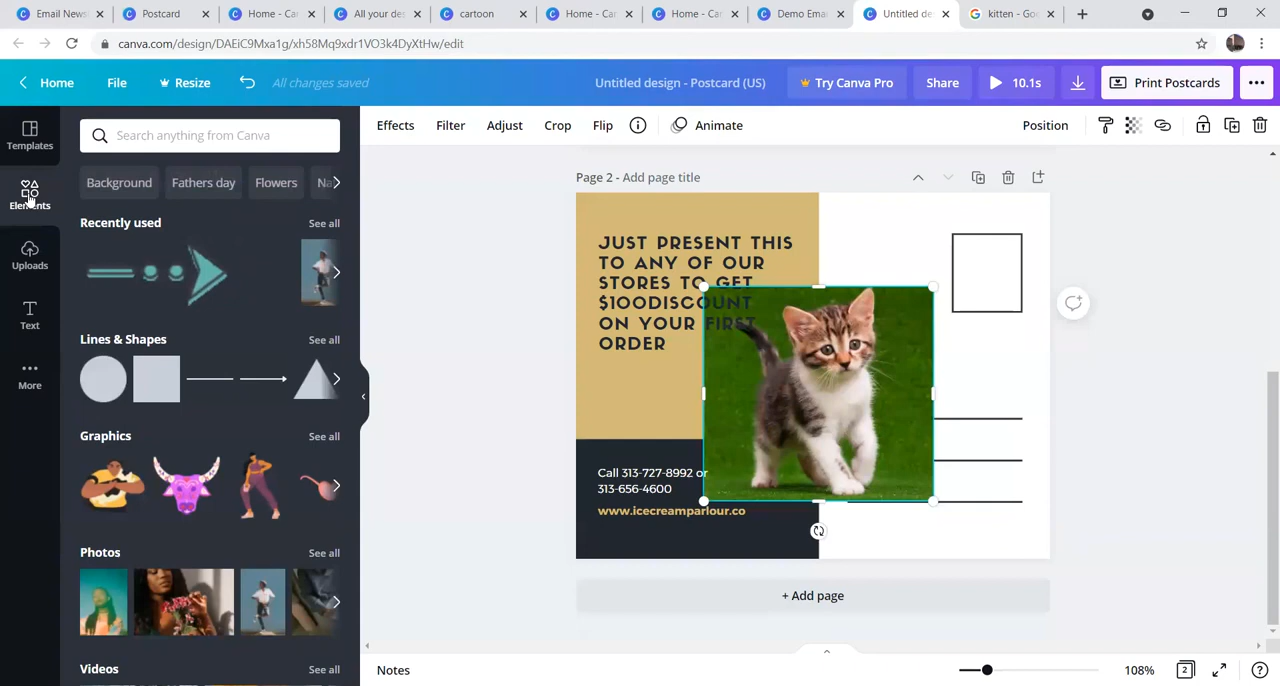 Email News
Postcard
Home - Ca
All your de
cartoon
Home - Ca
Home - Ca
Demo Ema
Untitled de
kitten - Goo
canva.com/design/DAEiC9Mxa1g/xh58Mq9xdr1VO3k4DyXtHw/edit
Home
File
Resize
All changes saved
Untitled design - Postcard (US)
Try Canva Pro
Share
10.1s
Print Postcards
Templates
Elements
Uploads
Text
More
Search anything from Canva
Background
Fathers day
Flowers
Na
Recently used
See all
Lines & Shapes
See all
Graphics
See all
Photos
See all
Videos
See all
Effects
Filter
Adjust
Crop
Flip
Animate
Position
Page 2 - Add page title
JUST PRESENT THIS
TO ANY OF OUR
STORES TO GET
$100DISCOUNT
ON YOUR FIRST
ORDER
Call 313-727-8992 or
313-656-4600
www.icecreamparlour.co
+ Add page
Notes
108%
2